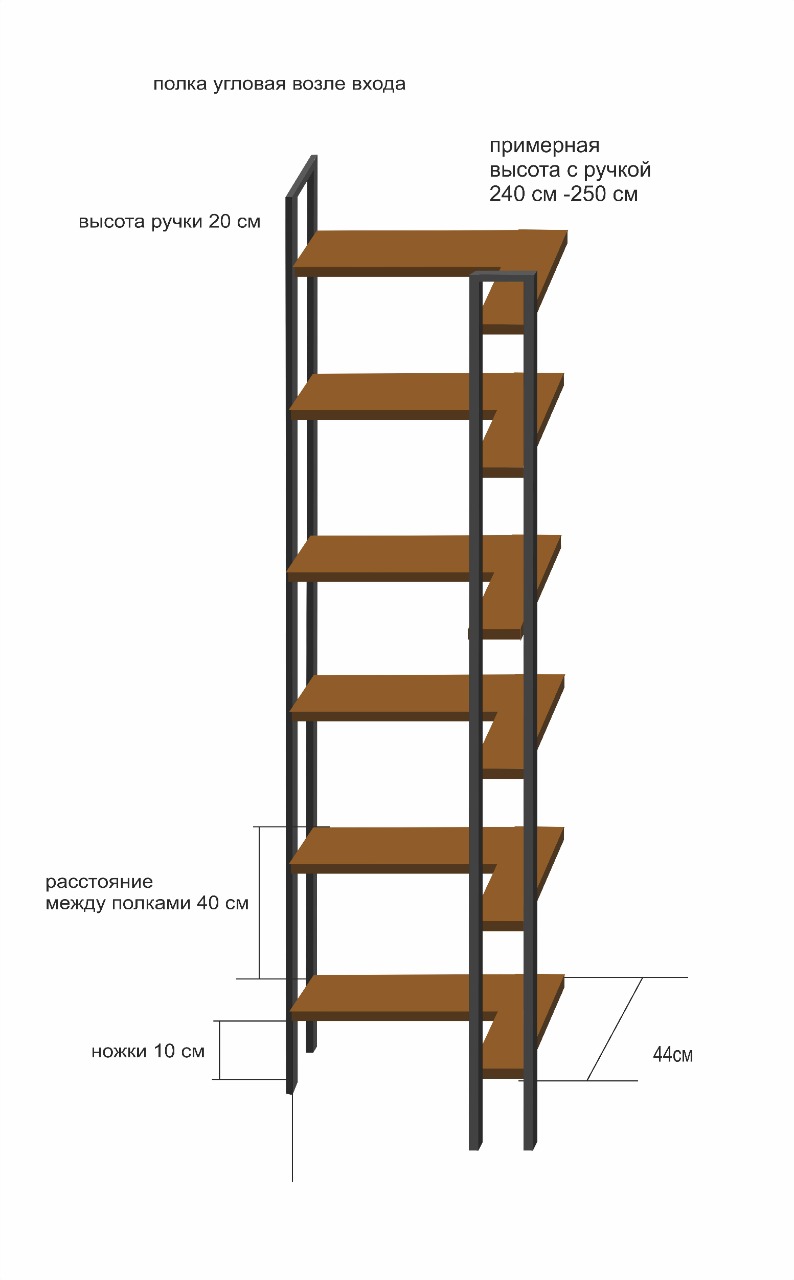 полка угловая возле входа
примерная
высота с ручкой
240 см -250 см
высота ручки 20 см
расстояние
между полками 40 см
ножки 10 см
44см